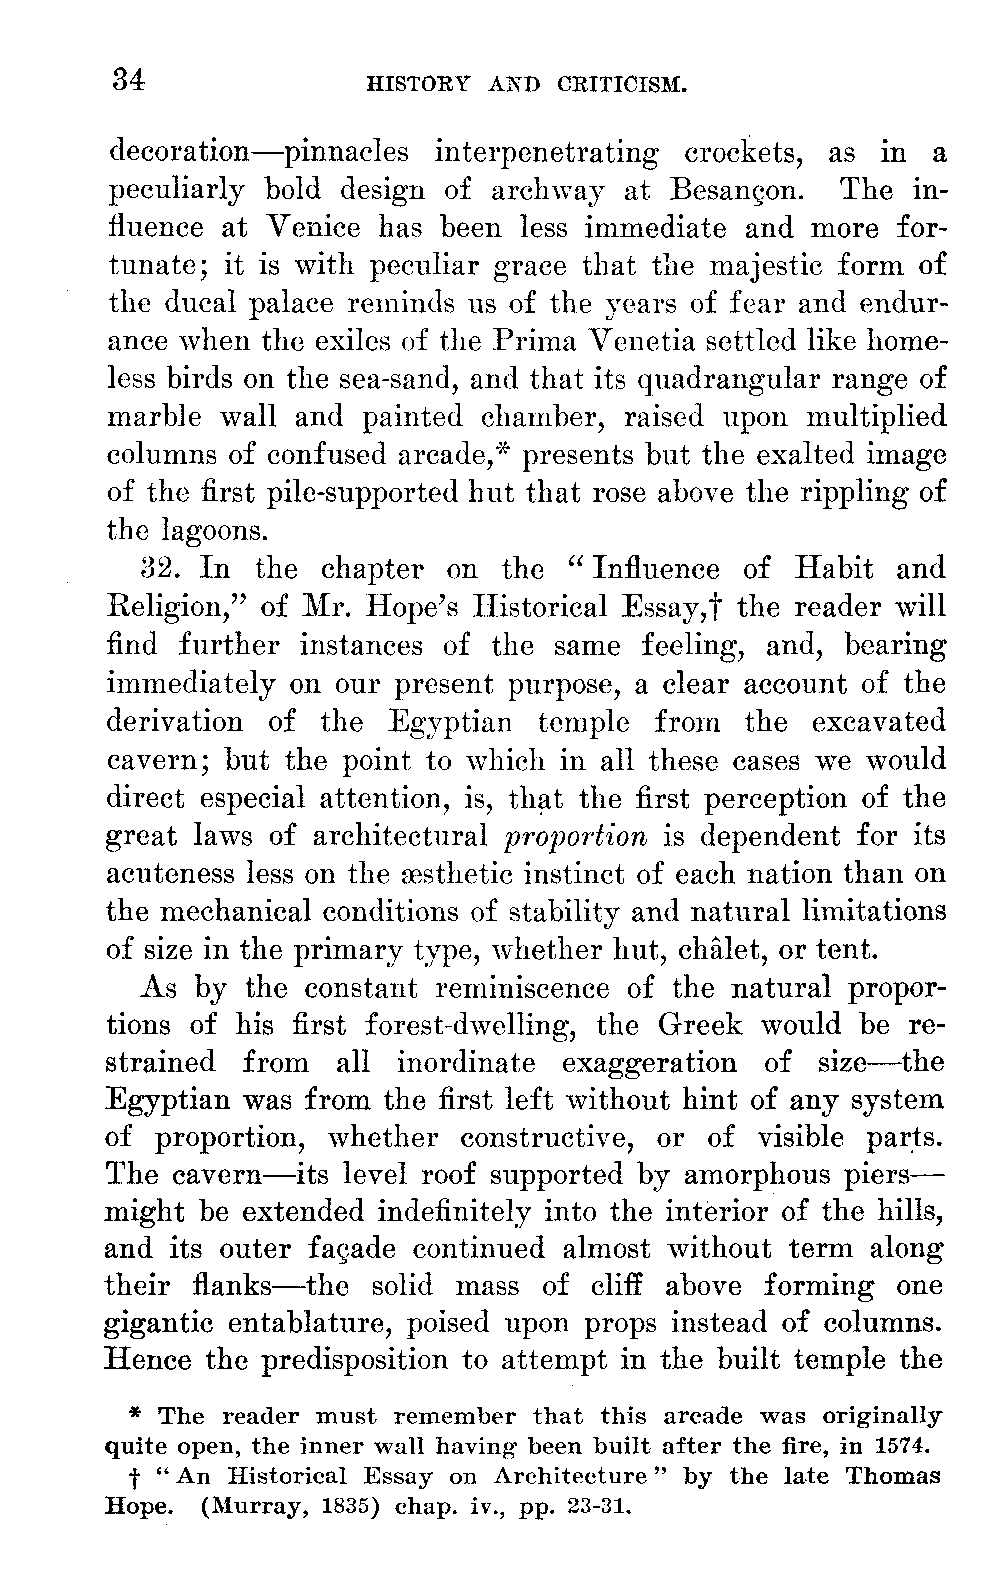 34 HISTORY AND CRITICISM.
decoration—pinnacles interpenetrating crockets, as in a
peculiarly bold design of archway at Besançon. The in-
fluence at Venice has been less immediate and more for-
tunate; it is with peculiar grace that the majestic form of
the ducal palace reminds us of the years of fear and endur-
ance when the exiles of the Prima Venetia settled like home-
less birds on the sea-sand, and that its quadrangular range of
marble wall and painted chamber, raised upon multiplied
columns of confused arcade,* presents but the exalted image
of the first pile-supported hut that rose above the rippling of
the lagoons.
32. In the chapter on the “Influence of Habit and
Religion,” of Mr. Hope’s Historical Essay,† the reader will
find further instances of the same feeling, and, bearing
immediately on our present purpose, a clear account of the
derivation of the Egyptian temple from the excavated
cavern; but the point to which in all these cases we would
direct especial attention, is, that the first perception of the
great laws of architectural proportion is dependent for its
acuteness less on the æsthetic instinct of each nation than on
the mechanical conditions of stability and natural limitations
of size in the primary type, whether hut, châlet, or tent.
As by the constant reminiscence of the natural propor-
tions of his first forest-dwelling, the Greek would be re-
strained from all inordinate exaggeration of size—the
Egyptian was from the first left without hint of any system
of proportion, whether constructive, or of visible parts.
The cavern—its level roof supported by amorphous piers—
might be extended indefinitely into the interior of the hills,
and its outer façade continued almost without term along
their flanks—the solid mass of cliff above forming one
gigantic entablature, poised upon props instead of columns.
Hence the predisposition to attempt in the built temple the
* The reader must remember that this arcade was originally
quite open, the inner wall having been built after the fire, in 1574.
† “An Historical Essay on Architecture” by the late Thomas
Hope. (Murray, 1835) chap. iv., pp. 23-31.